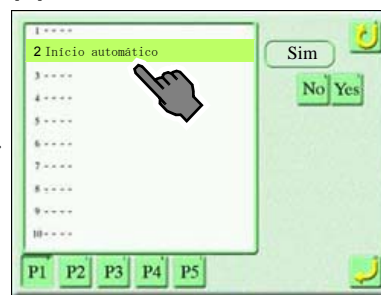 1 ----
2 Início automático
3 ----
4 ----
5 ----
6 ----
7 ----
8 ----
9 ----
10 ----
Sim
No Yes
P1 P2 P3 P4 P5